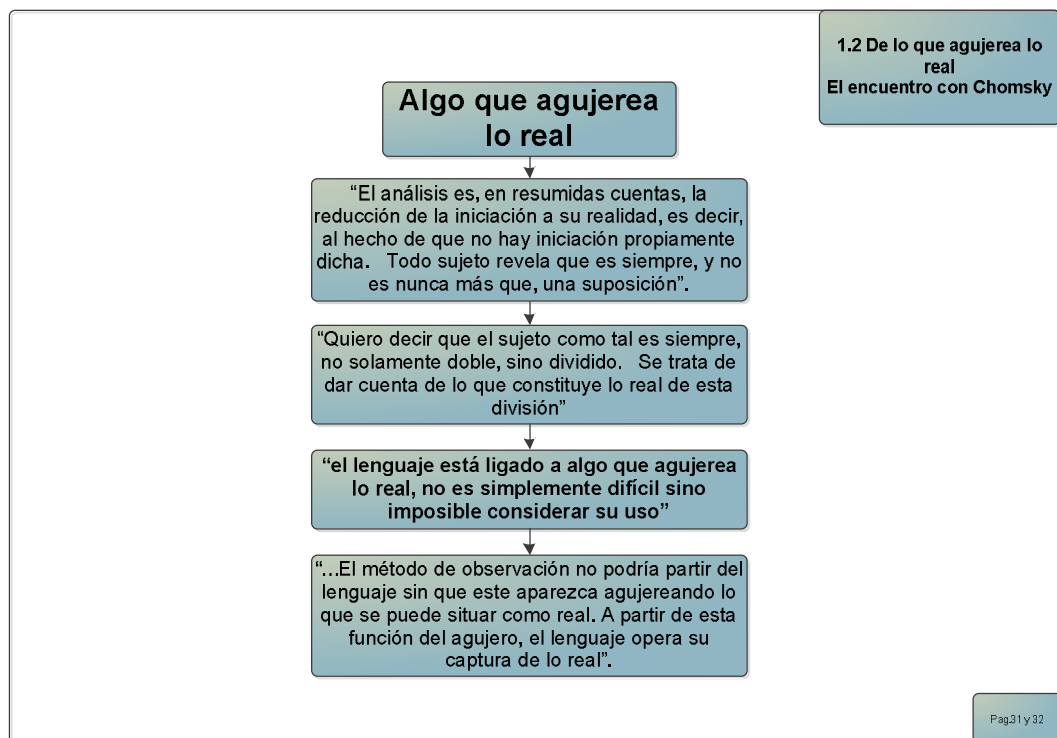 1.2 De lo que agujerea lo
real
El encuentro con Chomsky
Algo que agujerea
lo real
“El análisis es, en resumidas cuentas, la
reducción de la iniciación a su realidad, es decir,
al hecho de que no hay iniciación propiamente
dicha. Todo sujeto revela que es siempre, y no
es nunca más que, una suposición”.
“Quiero decir que el sujeto como tal es siempre,
no solamente doble, sino dividido. Se trata de
dar cuenta de lo que constituye lo real de esta
división”
“el lenguaje está ligado a algo que agujerea
lo real, no es simplemente difícil sino
imposible considerar su uso”
“...El método de observación no podría partir del
lenguaje sin que este aparezca agujereando lo
que se puede situar como real. A partir de esta
función del agujero, el lenguaje opera su
captura de lo real”.
Pag.31 y 32